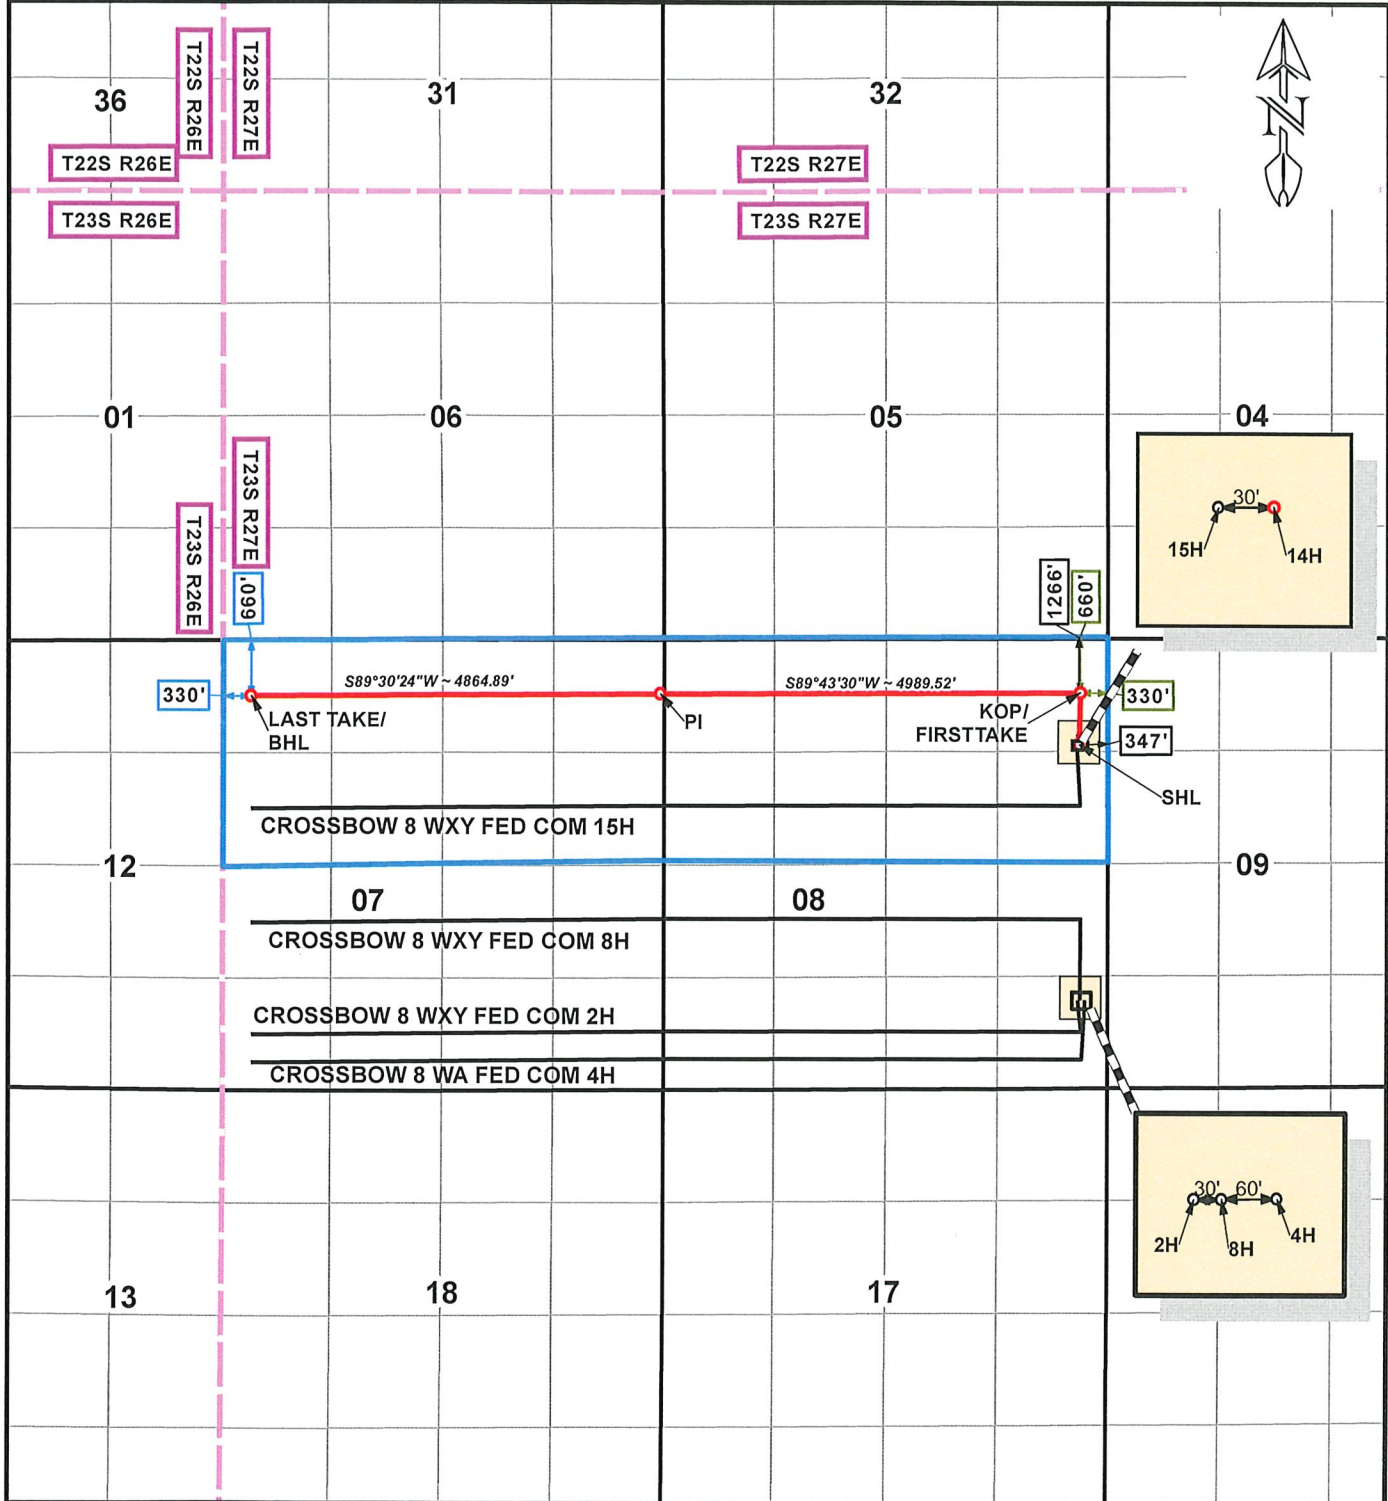 36
31
32
N
T22S R26E
T22S R27E
T22S R26E
T22S R27E
T23S R26E
T23S R27E
01
06
05
04
T23S R27E
T23S R26E
30'
15H
14H
660'
1266'
660'
330'
S89°30'24"W ~ 4864.89'
S89°43'30"W ~ 4989.52'
330'
LAST TAKE/
BHL
PI
KOP/
FIRST TAKE
347'
SHL
CROSSBOW 8 WXY FED COM 15H
12
09
07
08
CROSSBOW 8 WXY FED COM 8H
CROSSBOW 8 WXY FED COM 2H
CROSSBOW 8 WA FED COM 4H
30'
60'
2H
8H
4H
13
18
17